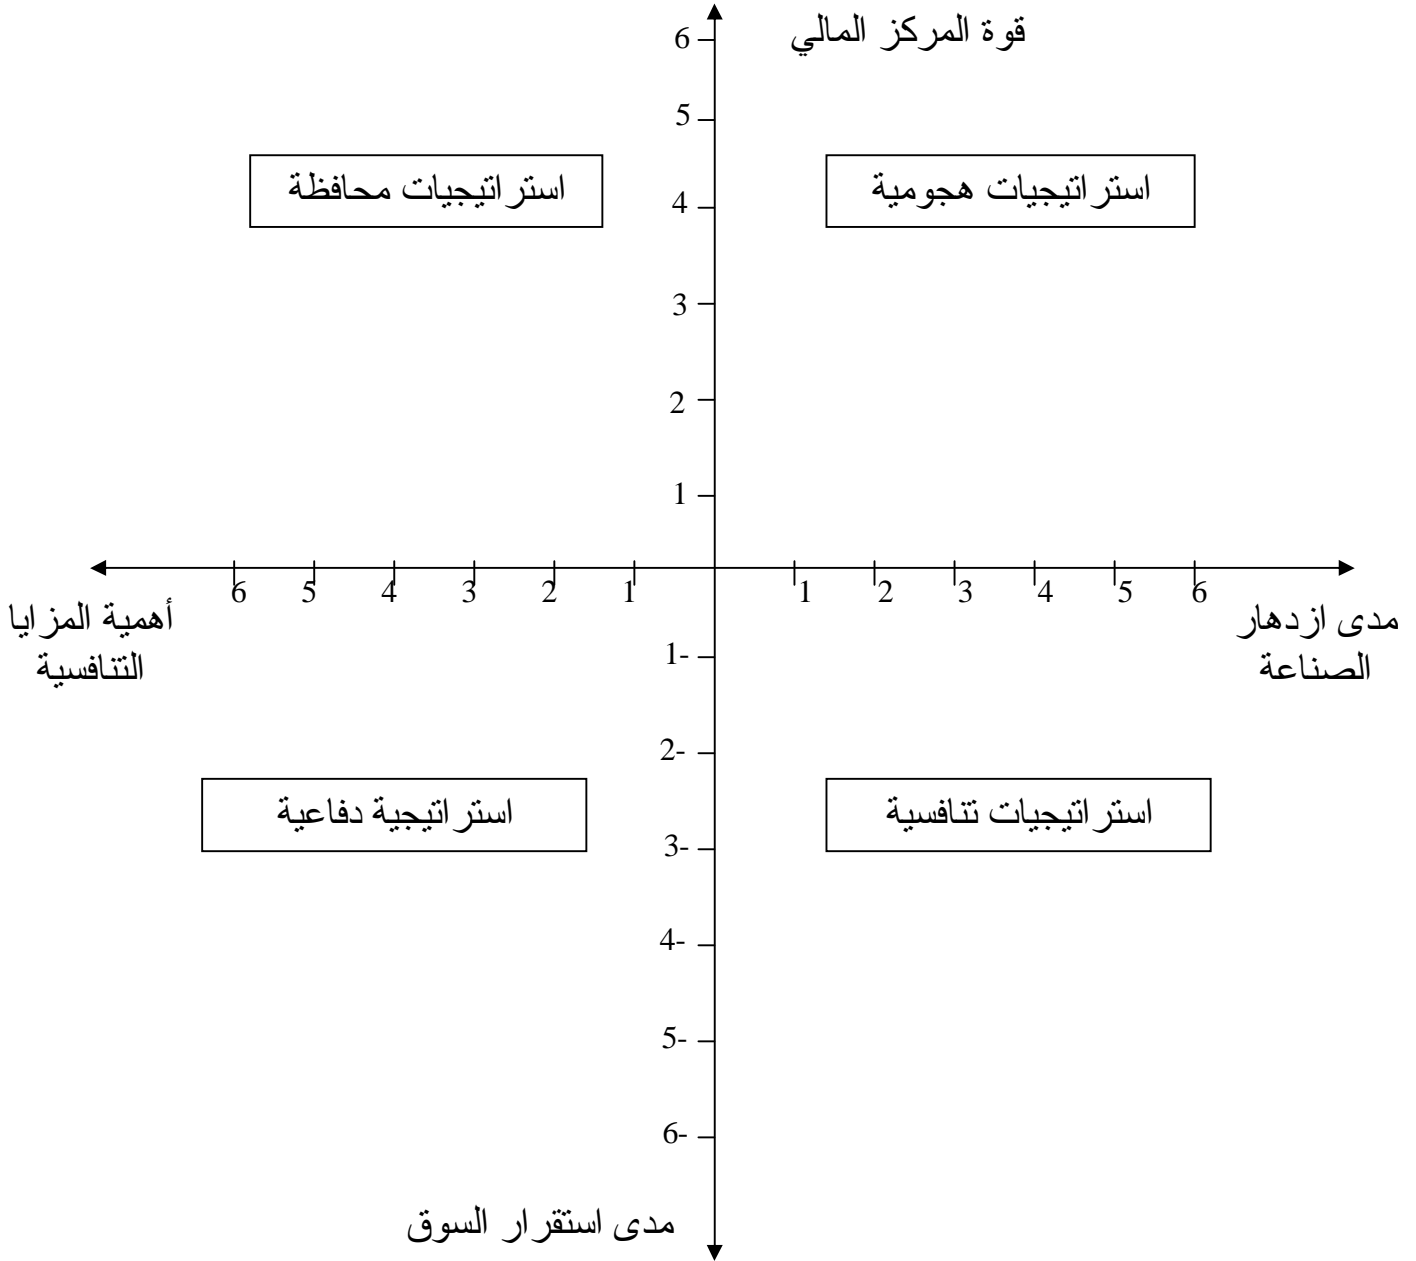 قوة المركز المالي
6
5
استراتيجيات هجومية
استراتيجيات محافظة
4
3
2
1
6 5 4 3 2 1 1 2 3 4 5 6
مدى ازدهار
الصناعة
أهمية المزايا
التنافسية
1-
2-
استراتيجيات تنافسية
استراتيجية دفاعية
3-
4-
5-
6-
مدى استقرار السوق